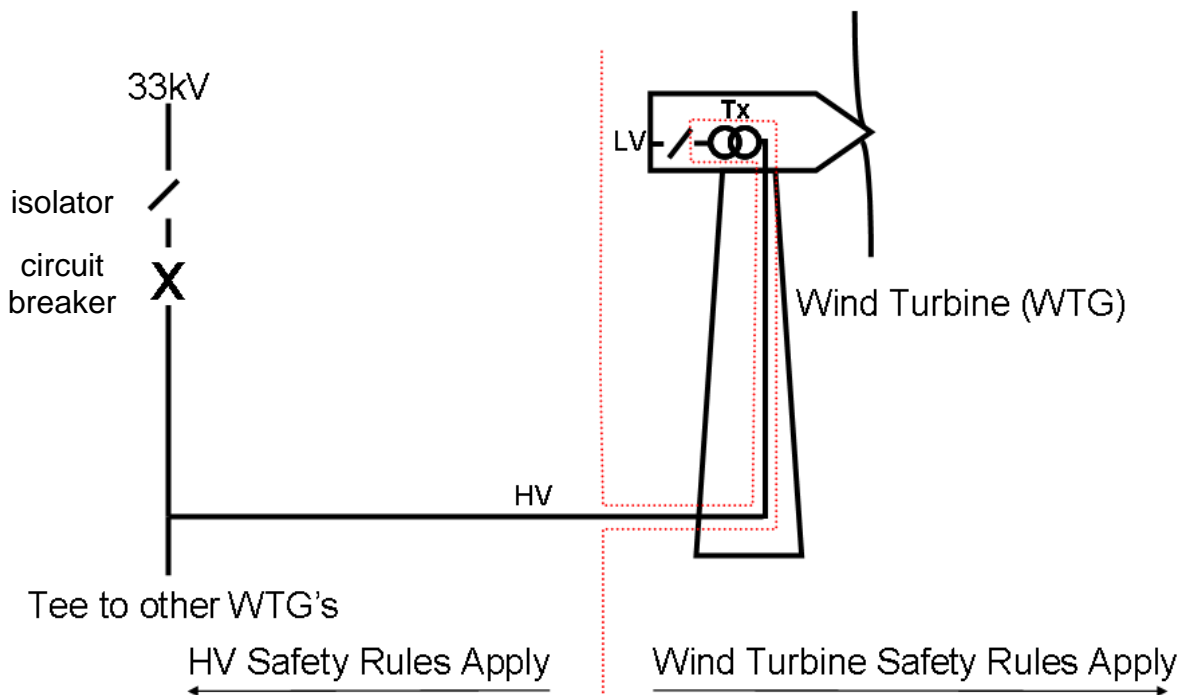 33kV
isolator
circuit
breaker
X
Tx
LV
Wind Turbine (WTG)
HV
Tee to other WTG's
HV Safety Rules Apply
Wind Turbine Safety Rules Apply